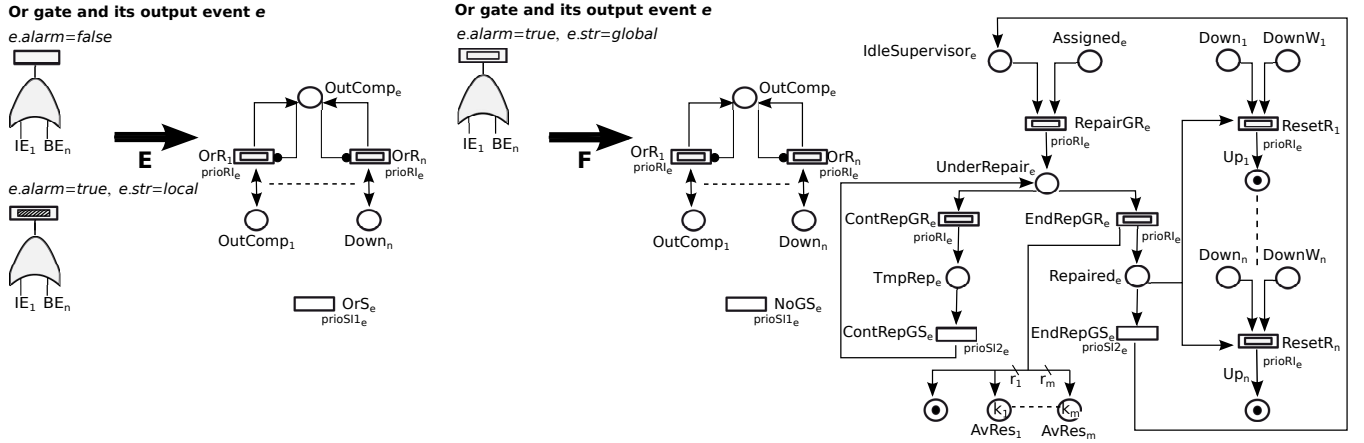 Or gate and its output event e
e.alarm=false
IE1 BEn
E
e.alarm=true, e.str=local
IE1 BEn
OutCompe
OrR1
prioRIe
OrRn
prioRIe
OutComp1
Downn
OrSe
prioSI1e
Or gate and its output event e
e.alarm=true, e.str=global
IE1 BEn
F
OutCompe
OrR1
prioRIe
OrRn
prioRIe
OutComp1
Downn
NoGSe
prioSI1e
IdleSupervisore
Assignede
RepairGRe
prioRIe
UnderRepaire
ContRepGRe
prioRIe
EndRepGRe
prioRIe
TmpRepe
Repairede
ContRepGSe
prioSI2e
EndRepGSe
prioSI2e
r1
rm
k1
km
AvRes1
AvResm
Down1
DownW1
ResetR1
prioRIe
Up1
Downn
DownWn
ResetRn
prioRIe
Upn